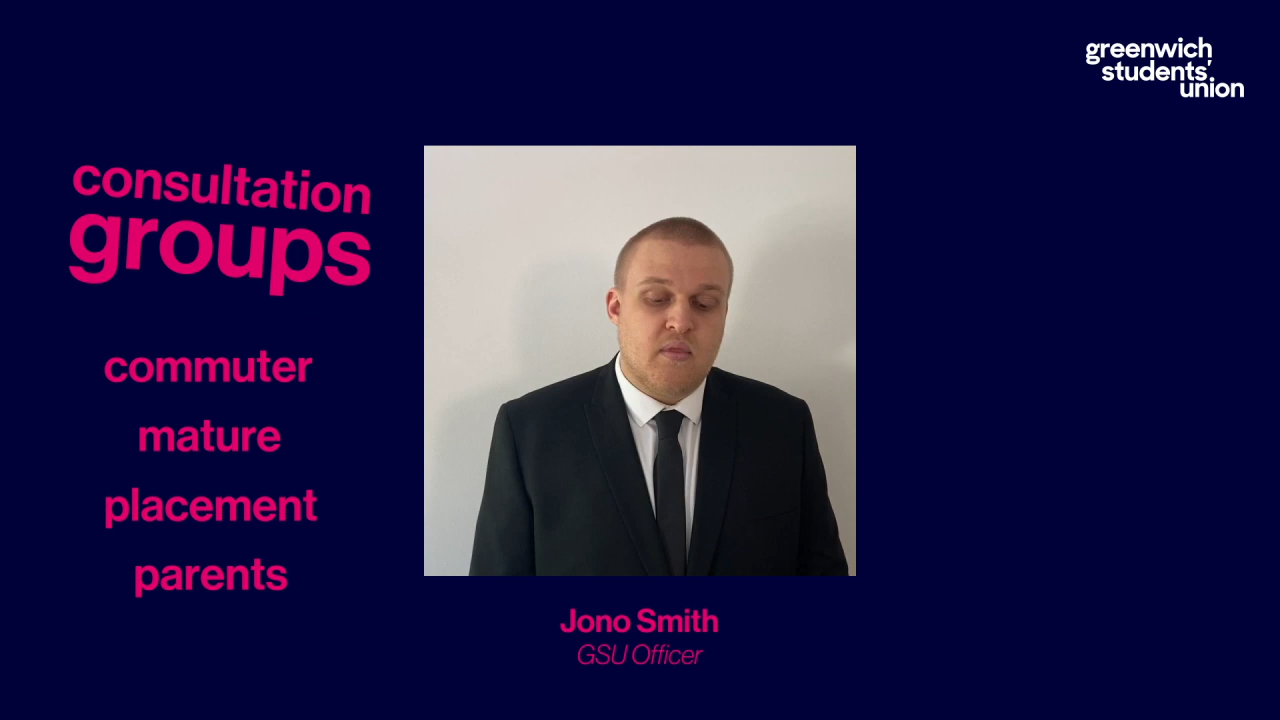 greenwich
students'
union
consultation
groups
commuter
mature
placement
parents
Jono Smith
GSU Officer